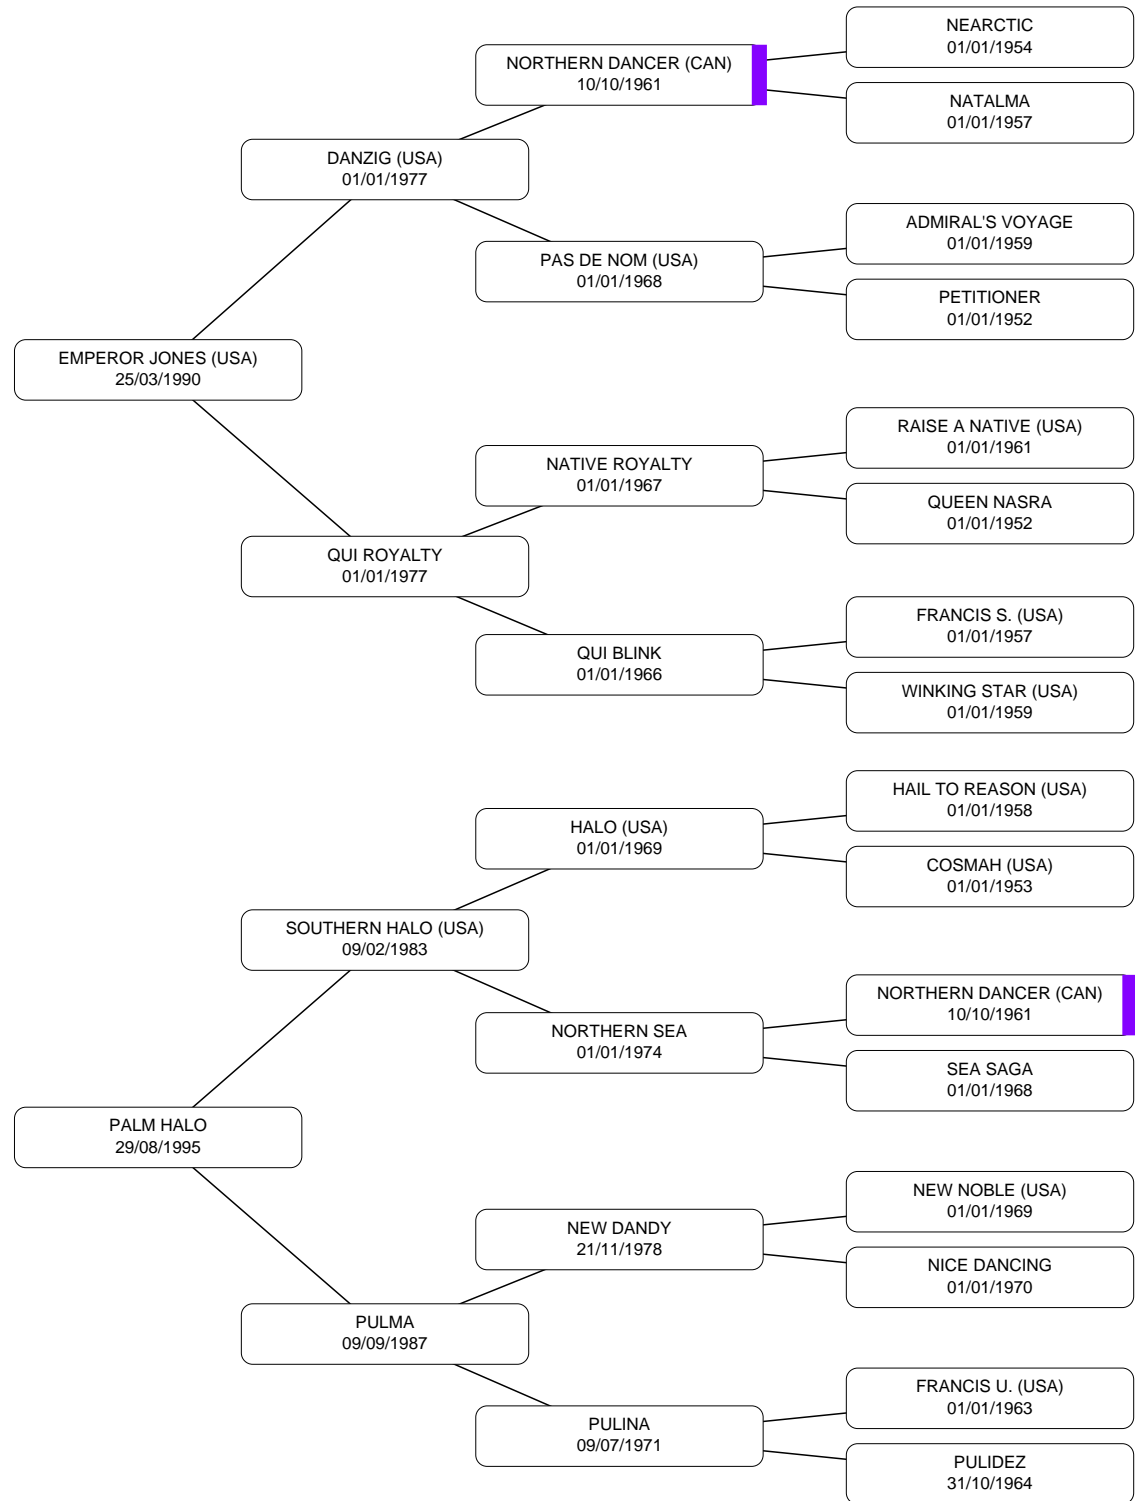 NEARCTIC
01/01/1954
NORTHERN DANCER (CAN)
10/10/1961
NATALMA
01/01/1957
DANZIG (USA)
01/01/1977
ADMIRAL'S VOYAGE
01/01/1959
PAS DE NOM (USA)
01/01/1968
PETITIONER
01/01/1952
EMPEROR JONES (USA)
25/03/1990
RAISE A NATIVE (USA)
01/01/1961
NATIVE ROYALTY
01/01/1967
QUEEN NASRA
01/01/1952
QUI ROYALTY
01/01/1977
FRANCIS S. (USA)
01/01/1957
QUI BLINK
01/01/1966
WINKING STAR (USA)
01/01/1959
HAIL TO REASON (USA)
01/01/1958
HALO (USA)
01/01/1969
COSMAH (USA)
01/01/1953
SOUTHERN HALO (USA)
09/02/1983
NORTHERN DANCER (CAN)
10/10/1961
NORTHERN SEA
01/01/1974
SEA SAGA
01/01/1968
PALM HALO
29/08/1995
NEW NOBLE (USA)
01/01/1969
NEW DANDY
21/11/1978
NICE DANCING
01/01/1970
PULMA
09/09/1987
FRANCIS U. (USA)
01/01/1963
PULINA
09/07/1971
PULIDEZ
31/10/1964